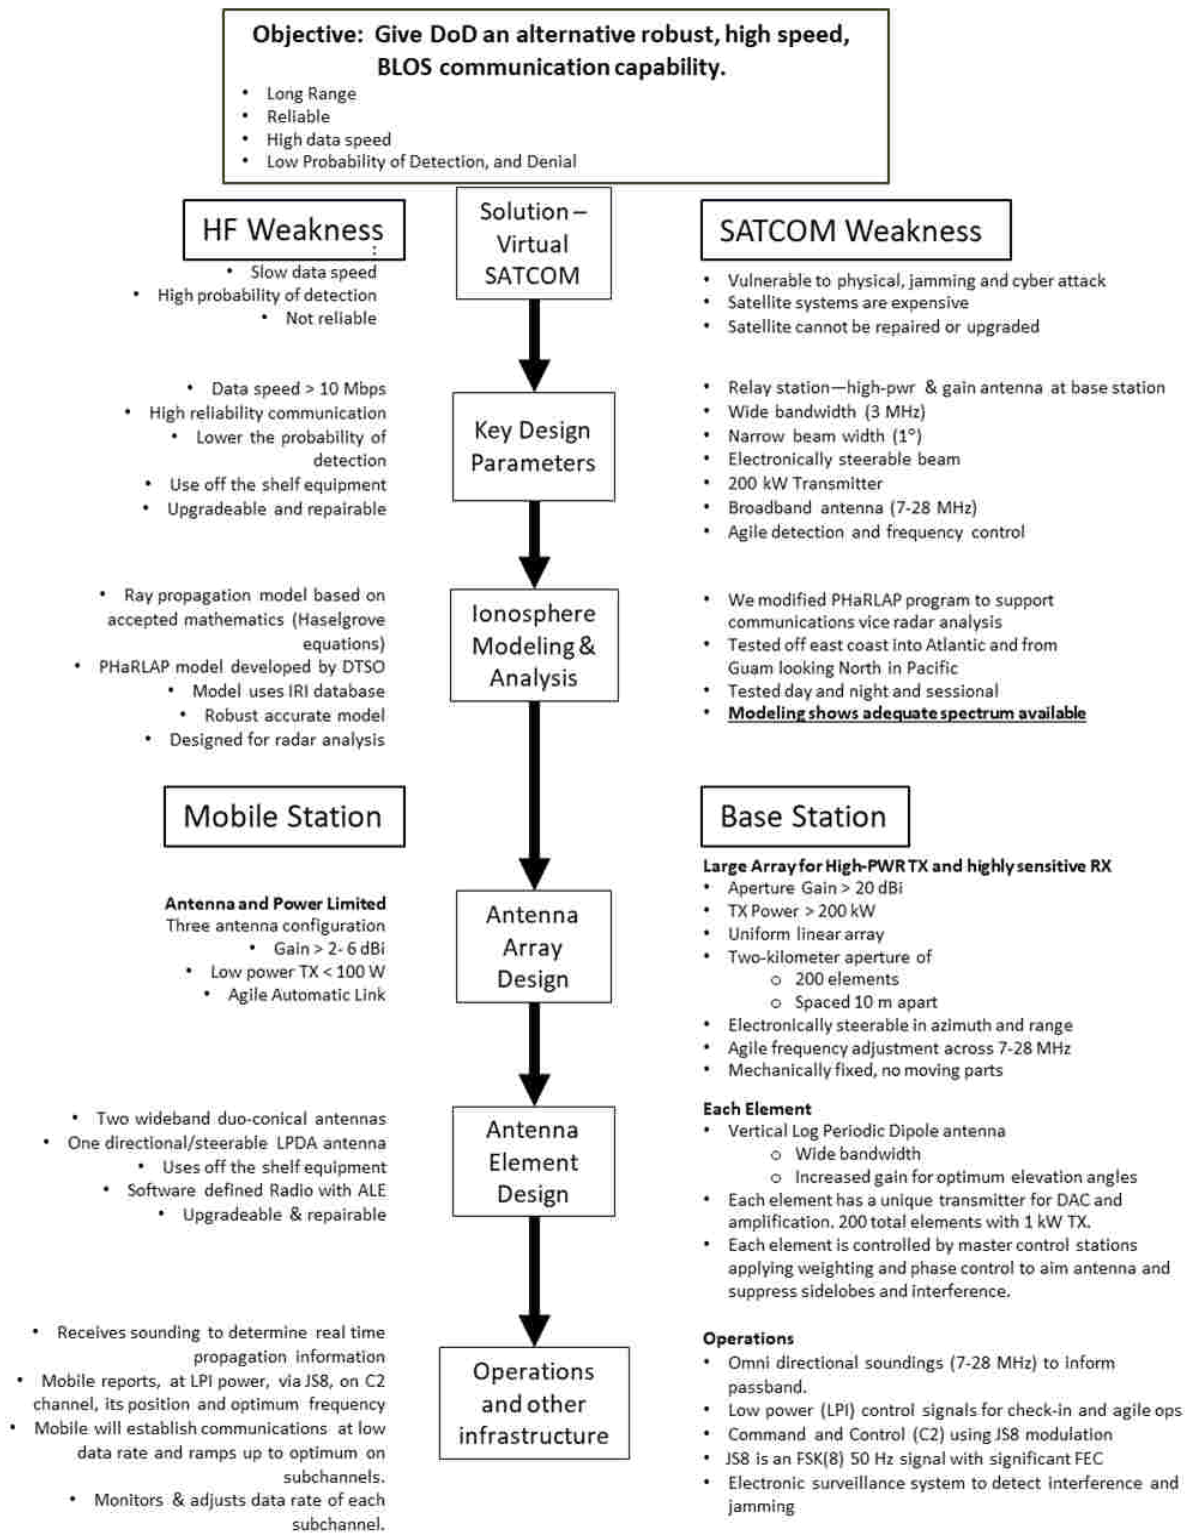 Objective: Give DoD an alternative robust, high speed,
BLOS communication capability.
• Long Range
• Reliable
• High data speed
• Low Probability of Detection, and Denial
HF Weakness
:
• Slow data speed
• High probability of detection
• Not reliable
Solution –
Virtual
SATCOM
SATCOM Weakness
• Vulnerable to physical, jamming and cyber attack
• Satellite systems are expensive
• Satellite cannot be repaired or upgraded
• Data speed > 10 Mbps
• High reliability communication
• Lower the probability of
detection
• Use off the shelf equipment
• Upgradeable and repairable
Key Design
Parameters
• Relay station—high-pwr & gain antenna at base station
• Wide bandwidth (3 MHz)
• Narrow beam width (1°)
• Electronically steerable beam
• 200 kW Transmitter
• Broadband antenna (7-28 MHz)
• Agile detection and frequency control
• Ray propagation model based on
accepted mathematics (Haselgrove
equations)
• PHaRLAP model developed by DTSO
• Model uses IRI database
• Robust accurate model
• Designed for radar analysis
Ionosphere
Modeling &
Analysis
• We modified PHaRLAP program to support
communications vice radar analysis
• Tested off east coast into Atlantic and from
Guam looking North in Pacific
• Tested day and night and sessional
• Modeling shows adequate spectrum available
Mobile Station
Antenna and Power Limited
Three antenna configuration
• Gain > 2- 6 dBi
• Low power TX < 100 W
• Agile Automatic Link
Antenna
Array
Design
Base Station
Large Array for High-PWR TX and highly sensitive RX
• Aperture Gain > 20 dBi
• TX Power > 200 kW
• Uniform linear array
• Two-kilometer aperture of
o 200 elements
o Spaced 10 m apart
• Electronically steerable in azimuth and range
• Agile frequency adjustment across 7-28 MHz
• Mechanically fixed, no moving parts
• Two wideband duo-conical antennas
• One directional/steerable LPDA antenna
• Uses off the shelf equipment
• Software defined Radio with ALE
• Upgradeable & repairable
Antenna
Element
Design
Each Element
• Vertical Log Periodic Dipole antenna
o Wide bandwidth
o Increased gain for optimum elevation angles
• Each element has a unique transmitter for DAC and
amplification. 200 total elements with 1 kW TX.
• Each element is controlled by master control stations
applying weighting and phase control to aim antenna and
suppress sidelobes and interference.
• Receives sounding to determine real time
propagation information
• Mobile reports, at LPI power, via JS8, on C2
channel, its position and optimum frequency
• Mobile will establish communications at low
data rate and ramps up to optimum on
subchannels.
• Monitors & adjusts data rate of each
subchannel.
Operations
and other
infrastructure
Operations
• Omni directional soundings (7-28 MHz) to inform
passband.
• Low power (LPI) control signals for check-in and agile ops
• Command and Control (C2) using JS8 modulation
• JS8 is an FSK(8) 50 Hz signal with significant FEC
• Electronic surveillance system to detect interference and
jamming